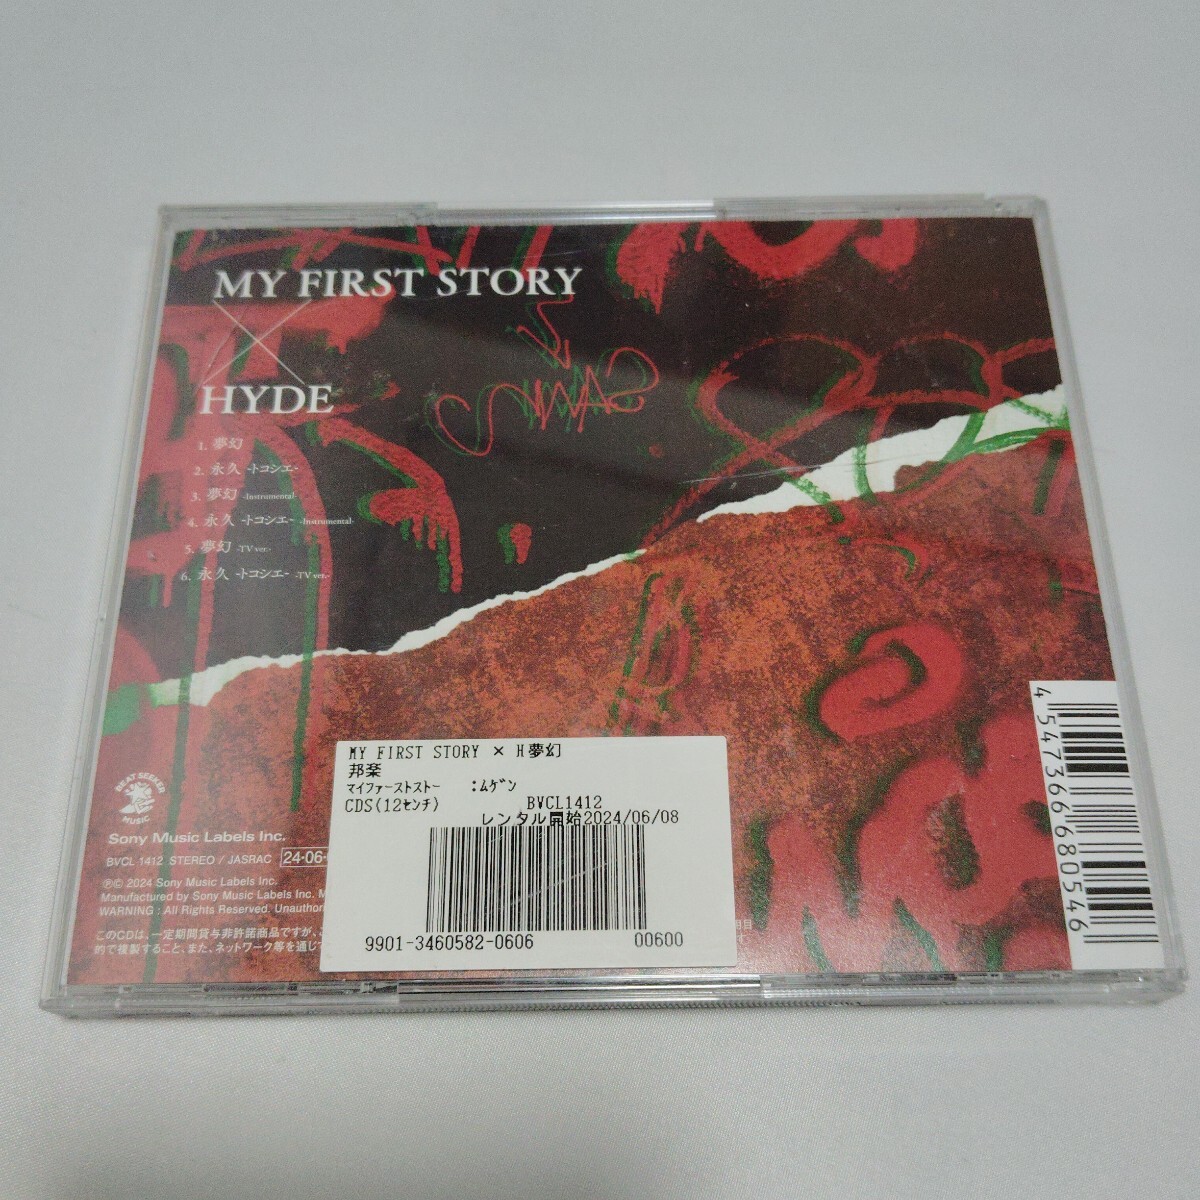 MY FIRST STORY
HYDE
1. 夢幻
2. 永久 -トコシエ-
3. 夢幻 -Instrumental-
4. 永久 -トコシエ- -Instrumental-
5. 夢幻 -TV ver.-
6. 永久 -トコシエ- -TV ver.-
BEAT SEEKER
MUSIC
Sony Music Labels Inc.
BVCL 1412 STEREO / JASRAC 24-06-
℗© 2024 Sony Music Labels Inc.
Manufactured by Sony Music Labels Inc.
WARNING : All Rights Reserved.
このCDは、一定期間貸与非許諾商品ですが、
的で複製すること、また、ネットワーク等を通じて
MY FIRST STORY × H夢幻
邦楽
マイファーストストー :ムゲン
CDS(12センチ) BVCL1412
レンタル開始2024/06/08
9901-3460582-0606 00600
4 547366 680546